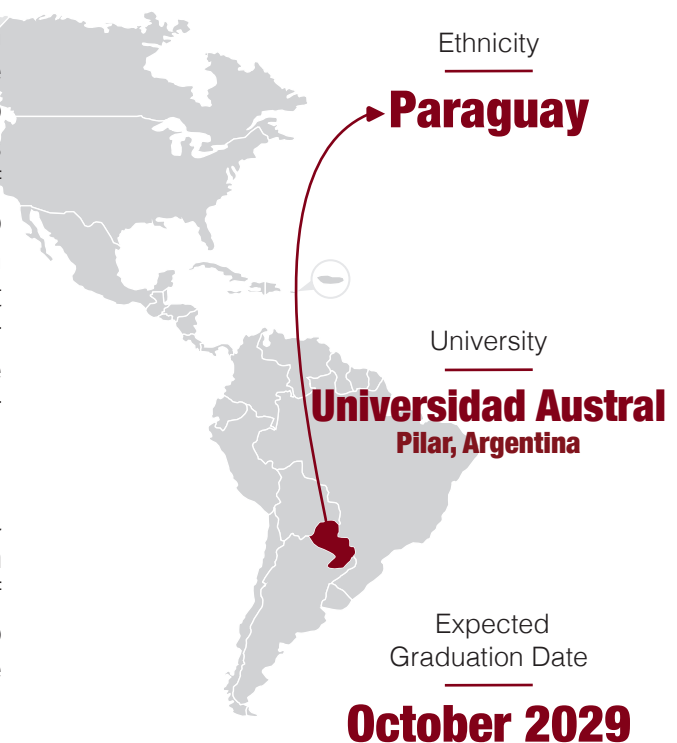 Ethnicity
Paraguay
University
Universidad Austral
Pilar, Argentina
Expected
Graduation Date
October 2029